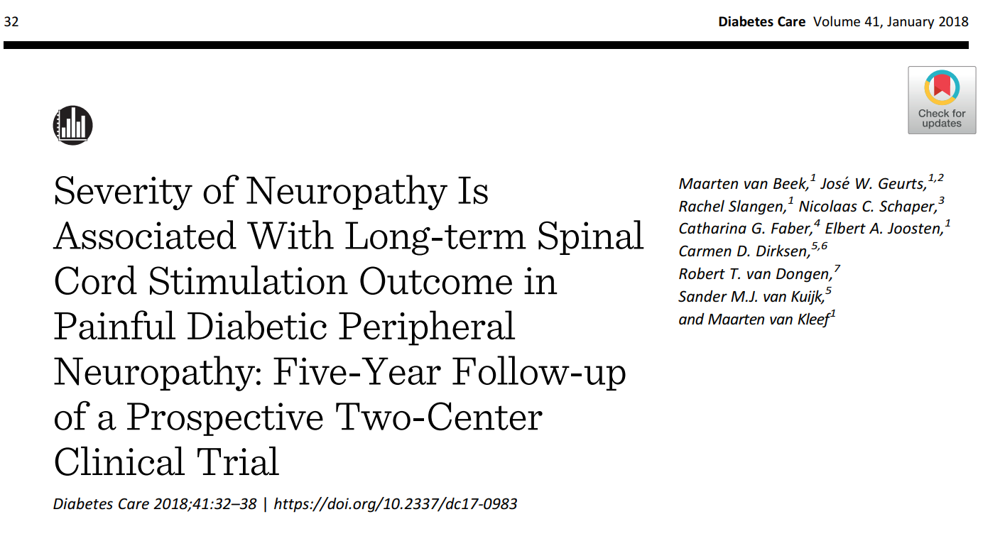 32
Diabetes Care Volume 41, January 2018
Check for
updates
Severity of Neuropathy Is
Associated With Long-term Spinal
Cord Stimulation Outcome in
Painful Diabetic Peripheral
Neuropathy: Five-Year Follow-up
of a Prospective Two-Center
Clinical Trial
Diabetes Care 2018;41:32–38 | https://doi.org/10.2337/dc17-0983
Maarten van Beek,1 José W. Geurts,1,2
Rachel Slangen,1 Nicolaas C. Schaper,3
Catharina G. Faber,4 Elbert A. Joosten,1
Carmen D. Dirksen,5,6
Robert T. van Dongen,7
Sander M.J. van Kuijk,5
and Maarten van Kleef1